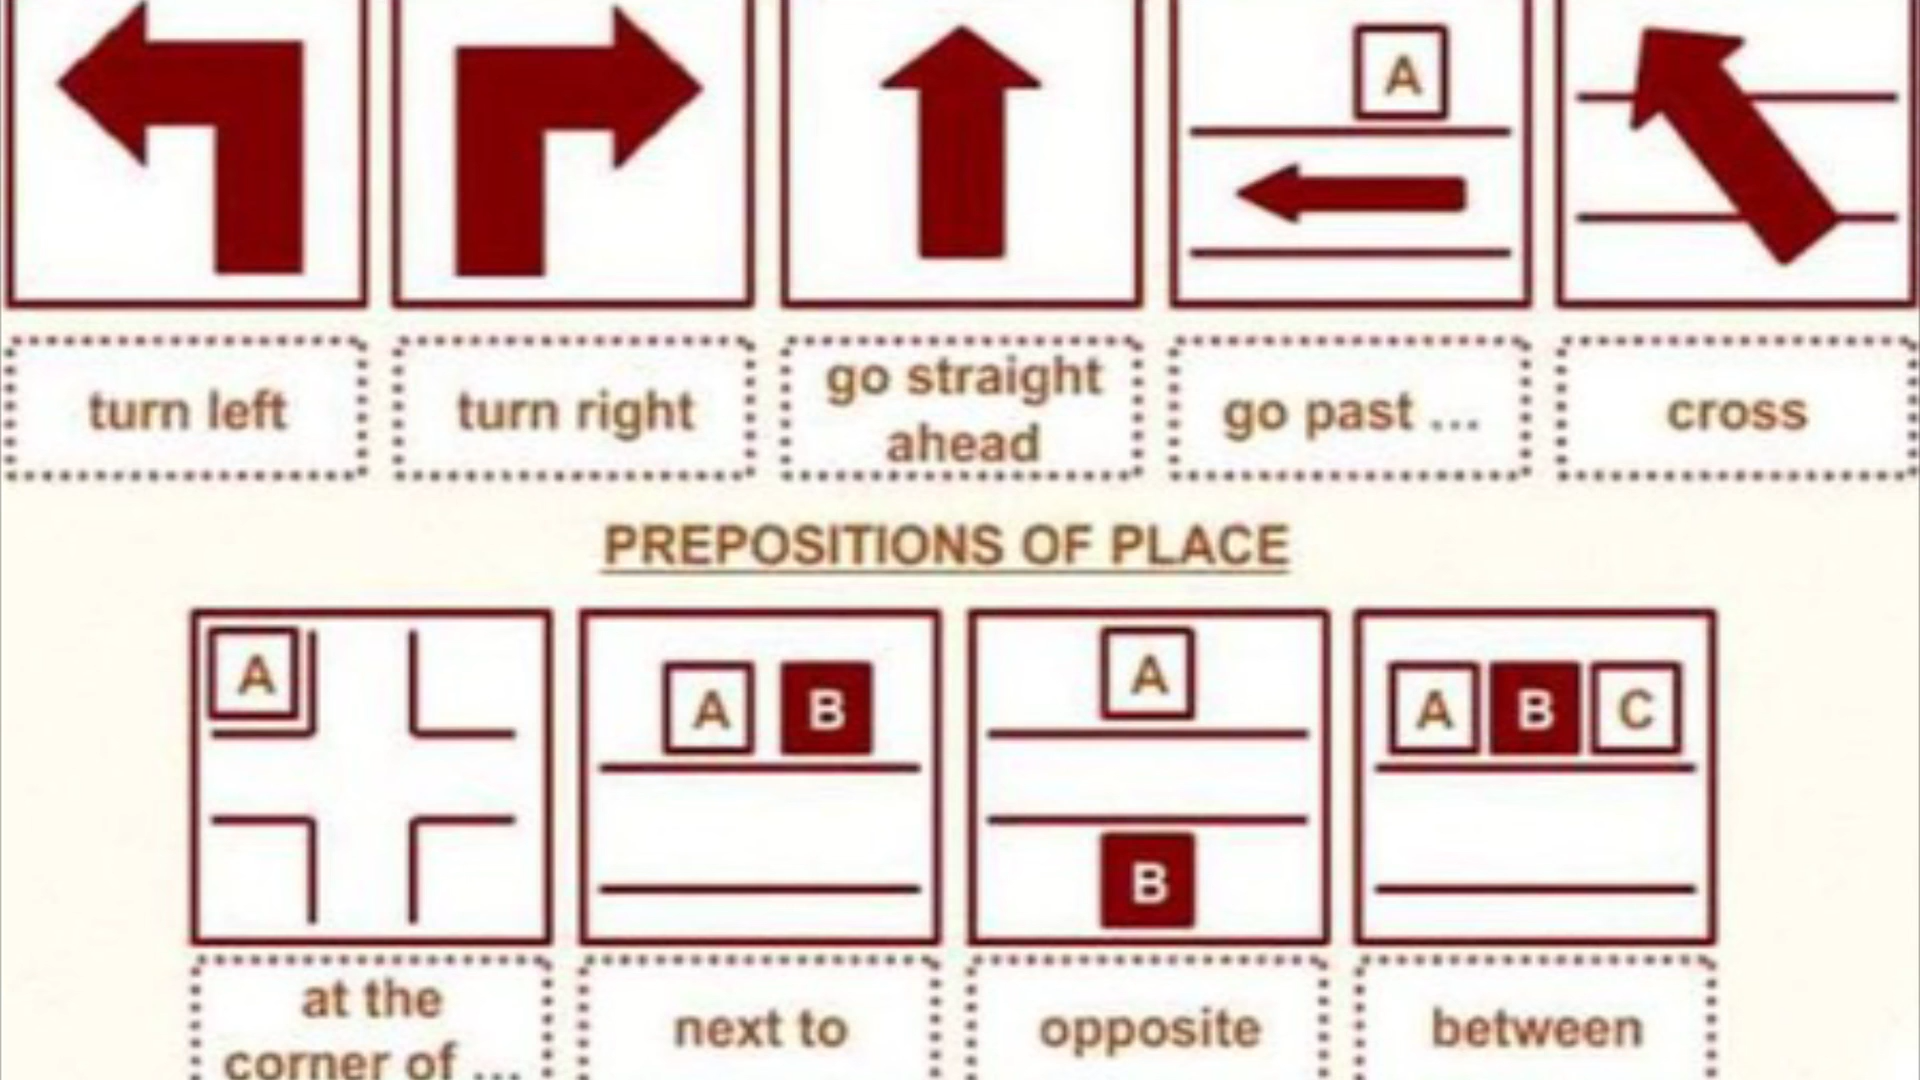 A
turn left
turn right
go straight
ahead
go past ...
cross
PREPOSITIONS OF PLACE
A
A B
A
B
A B C
at the
corner of ...
next to
opposite
between